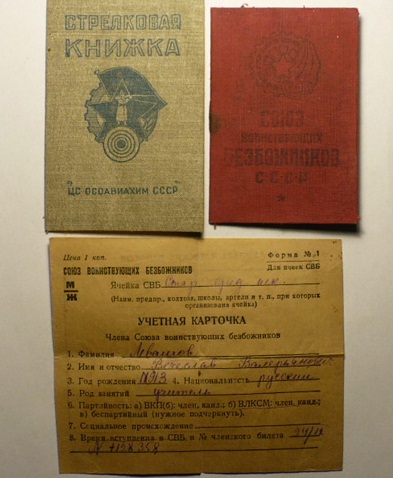 СТРЕЛКОВАЯ
КНИЖКА
ЦС ОСОАВИАХИМ СССР
СОЮЗ
ВОИНСТВУЮЩИХ
БЕЗБОЖНИКОВ
СССР
Цена 1 коп.
Форма № 1
СОЮЗ ВОИНСТВУЮЩИХ БЕЗБОЖНИКОВ
Для ячеек СВБ
М
Ж
Ячейка СВБ
(Наим. предпр., колхоза, школы, артели и т. п., при которых
организована ячейка)
УЧЕТНАЯ КАРТОЧКА
Члена Союза воинствующих безбожников
1. Фамилия Иванов
2. Имя и отчество
3. Год рождения 1913 4. Национальность русский
5. Род занятий учитель
6. Партийность: а) ВКП(б): член, канд.; б) ВЛКСМ: член, канд.;
в) беспартийный (нужное подчеркнуть).
7. Социальное происхождение
8. Время вступления в СВБ и № членского билета